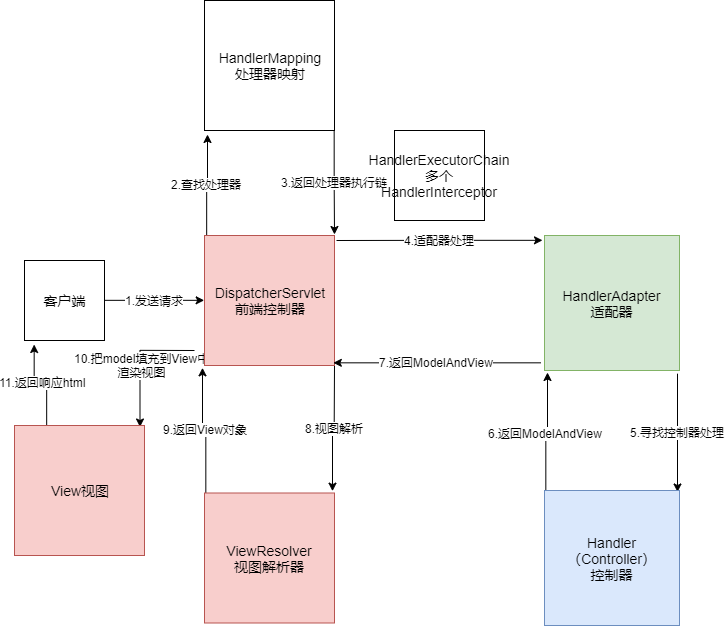 HandlerMapping
处理器映射
HandlerExecutorChain
多个
HandlerInterceptor
2.查找处理器
3.返回处理器执行链
4.适配器处理
DispatcherServlet
前端控制器
HandlerAdapter
适配器
客户端
1.发送请求
10.把model填充到View中
渲染视图
7.返回ModelAndView
11.返回响应html
9.返回View对象
8.视图解析
6.返回ModelAndView
5.寻找控制器处理
View视图
ViewResolver
视图解析器
Handler
（Controller）
控制器